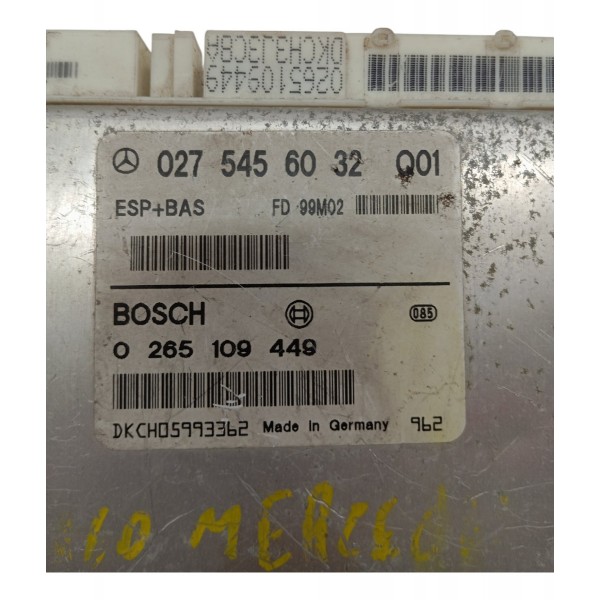 0265109449
DKCH3J3C8A
027 545 60 32 Q01
ESP+BAS FD 99M02
BOSCH 085
0 265 109 449
DKCH05993362 Made In Germany 962
MERCEDE